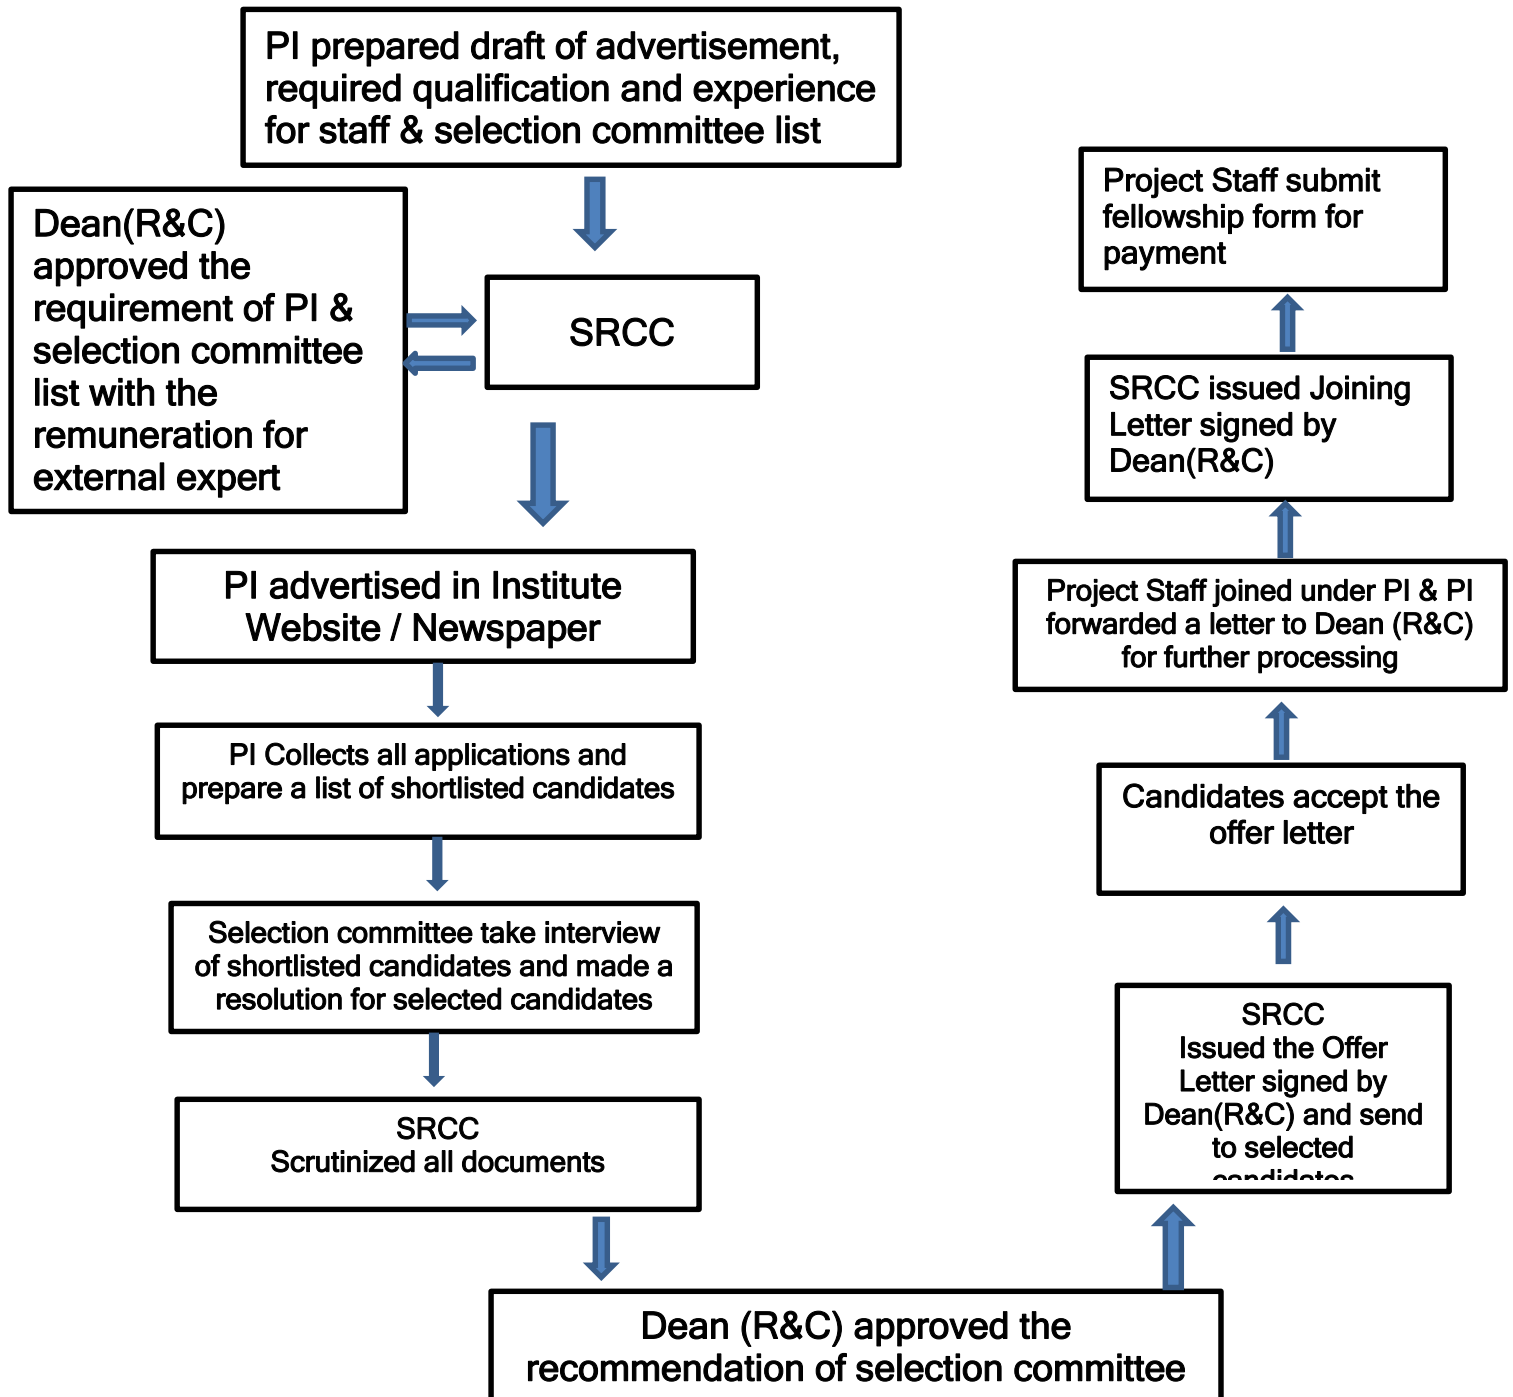 PI prepared draft of advertisement,
required qualification and experience
for staff & selection committee list
Dean(R&C)
approved the
requirement of PI &
selection committee
list with the
remuneration for
external expert
SRCC
PI advertised in Institute
Website / Newspaper
PI Collects all applications and
prepare a list of shortlisted candidates
Selection committee take interview
of shortlisted candidates and made a
resolution for selected candidates
SRCC
Scrutinized all documents
Dean (R&C) approved the
recommendation of selection committee
SRCC
Issued the Offer
Letter signed by
Dean(R&C) and send
to selected
candidates
Candidates accept the
offer letter
Project Staff joined under PI & PI
forwarded a letter to Dean (R&C)
for further processing
SRCC issued Joining
Letter signed by
Dean(R&C)
Project Staff submit
fellowship form for
payment